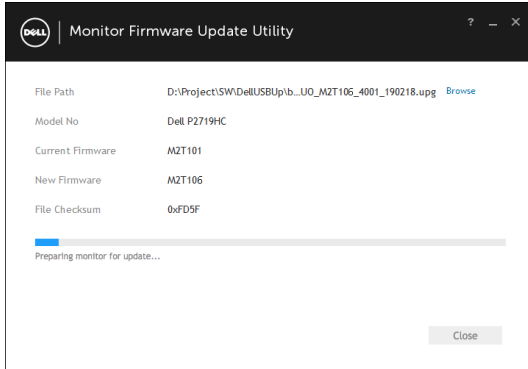 DELL Monitor Firmware Update Utility ? _ ×
File Path D:\Project\SW\DellUSBUp\b...UO_M2T106_4001_190218.upg Browse
Model No Dell P2719HC
Current Firmware M2T101
New Firmware M2T106
File Checksum 0xFD5F
Preparing monitor for update...
Close